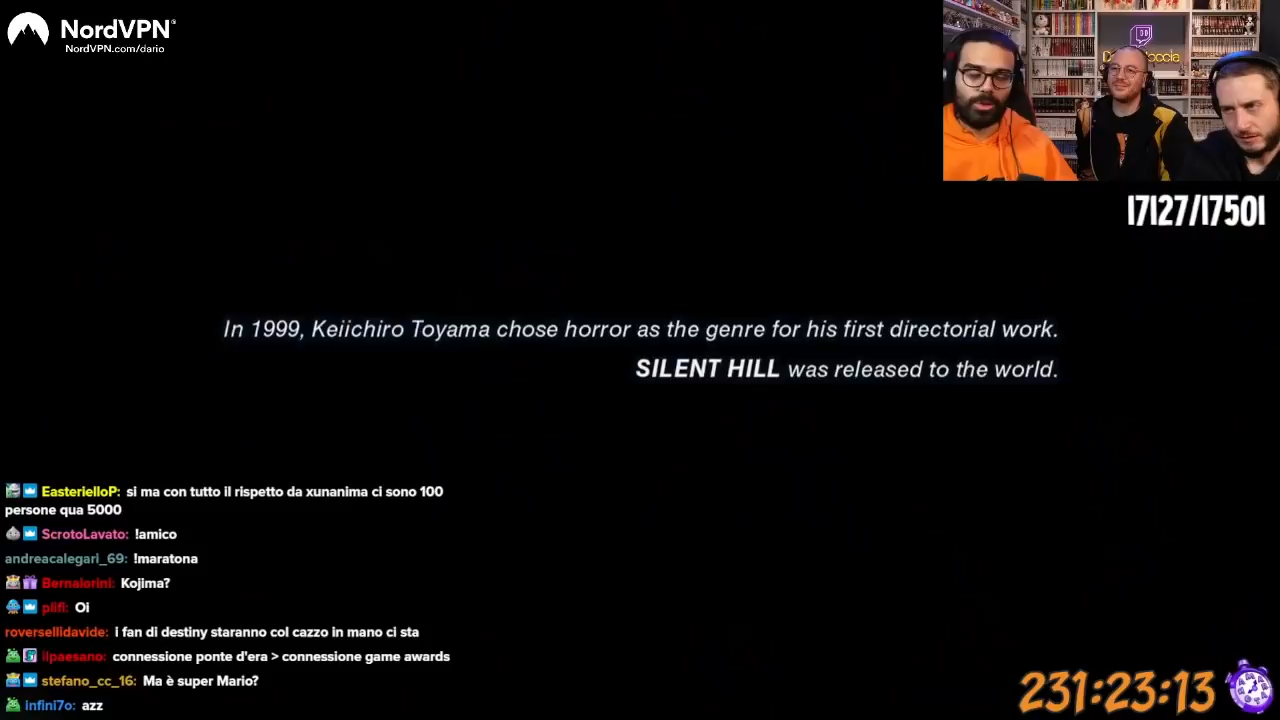 NordVPN®
NordVPN.com/dario
17127/17501
In 1999, Keiichiro Toyama chose horror as the genre for his first directorial work.
SILENT HILL was released to the world.
EasterielloP: si ma con tutto il rispetto da xunanima ci sono 100
persone qua 5000
ScrotoLavato: !amico
andreacalegari_69: !maratona
Bernalorini: Kojima?
plifi: Oi
roversellidavide: i fan di destiny staranno col cazzo in mano ci sta
ilpaesano: connessione ponte d'era > connessione game awards
stefano_cc_16: Ma è super Mario?
infini7o: azz
231:23:13